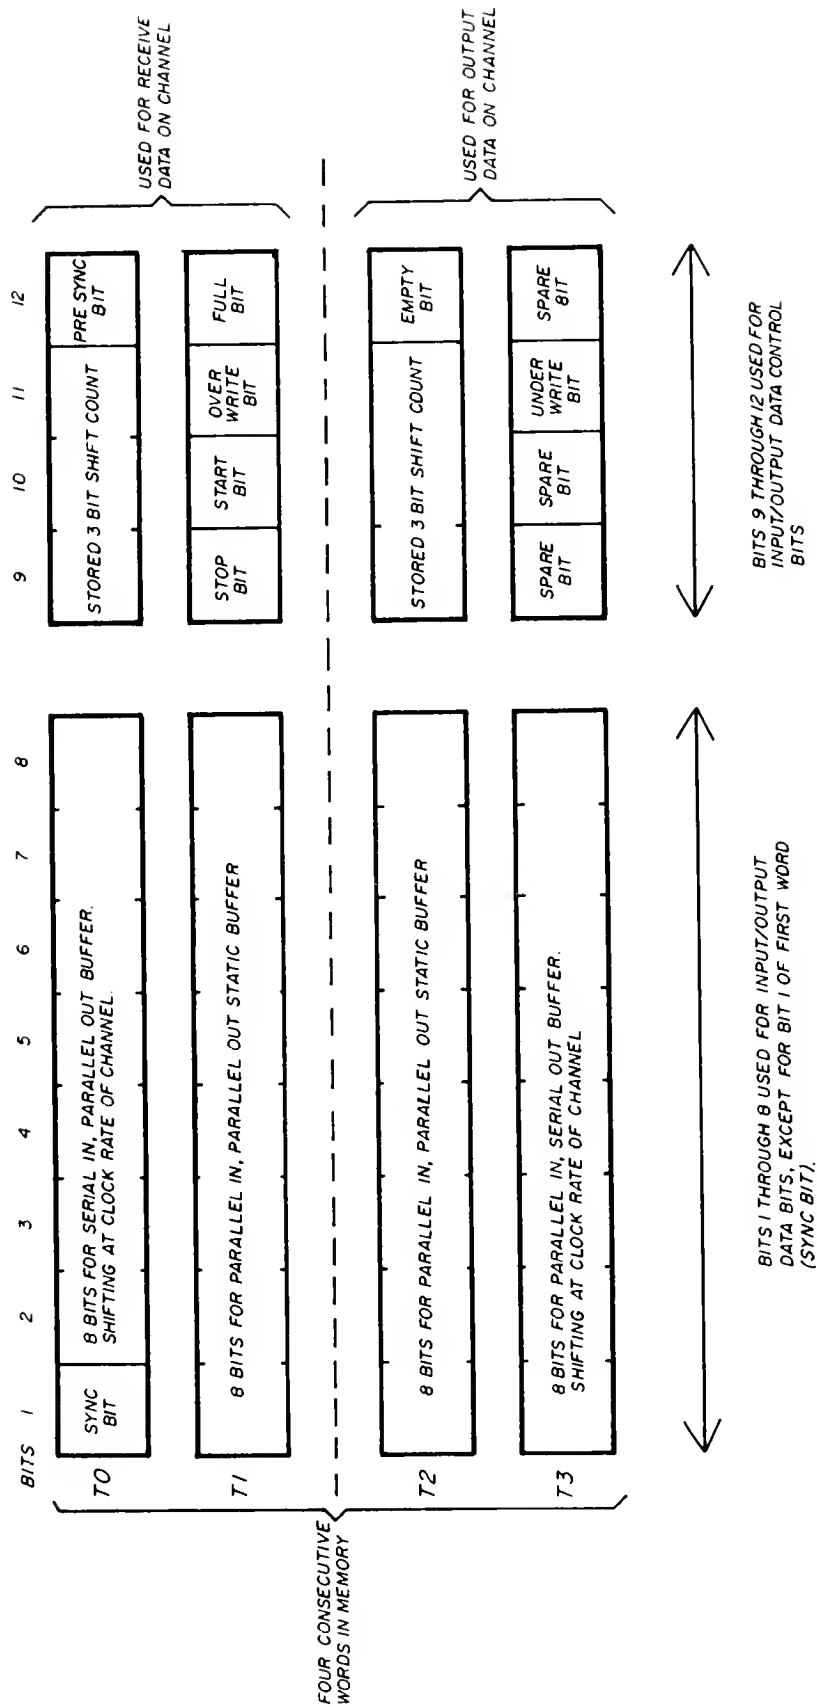 BITS 1 2 3 4 5 6 7 8 9 10 11 12
FOUR CONSECUTIVE
WORDS IN MEMORY
T0
SYNC
BIT
8 BITS FOR SERIAL IN, PARALLEL OUT BUFFER.
SHIFTING AT CLOCK RATE OF CHANNEL.
STORED 3 BIT SHIFT COUNT
PRE SYNC
BIT
T1
8 BITS FOR PARALLEL IN, PARALLEL OUT STATIC BUFFER
STOP
BIT
START
BIT
OVER
WRITE
BIT
FULL
BIT
USED FOR RECEIVE
DATA ON CHANNEL
T2
8 BITS FOR PARALLEL IN, PARALLEL OUT STATIC BUFFER
STORED 3 BIT SHIFT COUNT
EMPTY
BIT
T3
8 BITS FOR PARALLEL IN, SERIAL OUT BUFFER.
SHIFTING AT CLOCK RATE OF CHANNEL
SPARE
BIT
SPARE
BIT
UNDER
WRITE
BIT
SPARE
BIT
USED FOR OUTPUT
DATA ON CHANNEL
BITS 1 THROUGH 8 USED FOR INPUT/OUTPUT
DATA BITS, EXCEPT FOR BIT 1 OF FIRST WORD
(SYNC BIT).
BITS 9 THROUGH 12 USED FOR
INPUT/OUTPUT DATA CONTROL
BITS